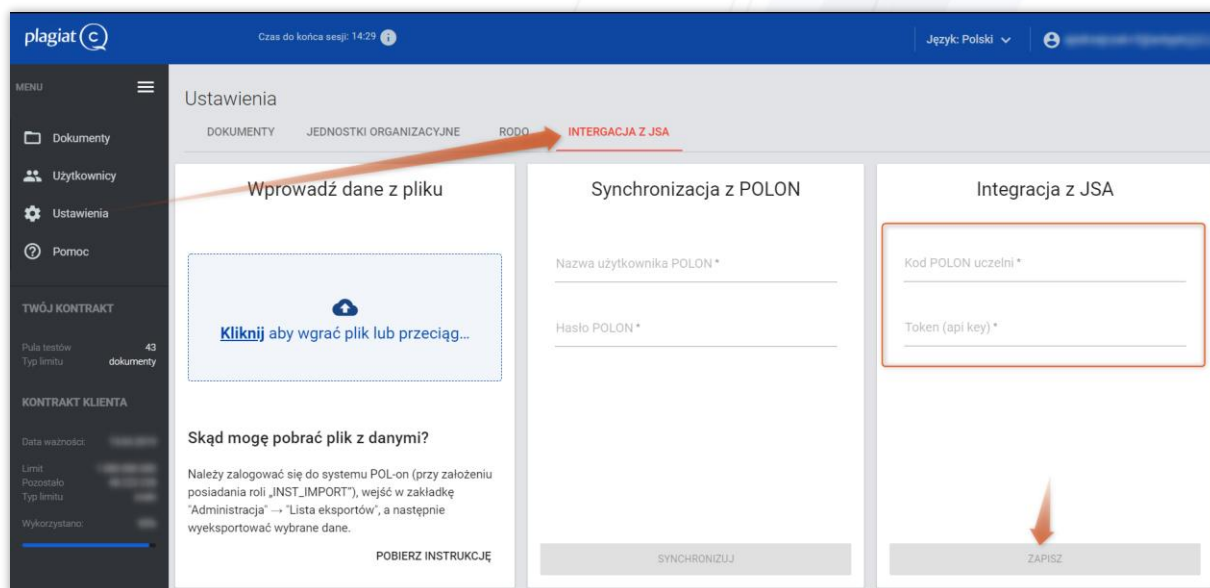 plagiat
Czas do końca sesji: 14:29
Język: Polski
MENU
Dokumenty
Użytkownicy
Ustawienia
Pomoc
TWÓJ KONTRAKT
Pula testów 43
Typ limitu dokumenty
KONTRAKT KLIENTA
Data ważności:
Limit
Pozostało
Typ limitu
Wykorzystano:
Ustawienia
DOKUMENTY JEDNOSTKI ORGANIZACYJNE RODO INTERGACJA Z JSA
Wprowadź dane z pliku
Kliknij aby wgrać plik lub przeciąg...
Skąd mogę pobrać plik z danymi?
Należy zalogować się do systemu POL-on (przy założeniu
posiadania roli „INST_IMPORT”), wejść w zakładkę
"Administracja" → "Lista eksportów", a następnie
wyeksportować wybrane dane.
POBIERZ INSTRUKCJĘ
Synchronizacja z POLON
Nazwa użytkownika POLON *
Hasło POLON *
SYNCHRONIZUJ
Integracja z JSA
Kod POLON uczelni *
Token (api key) *
ZAPISZ